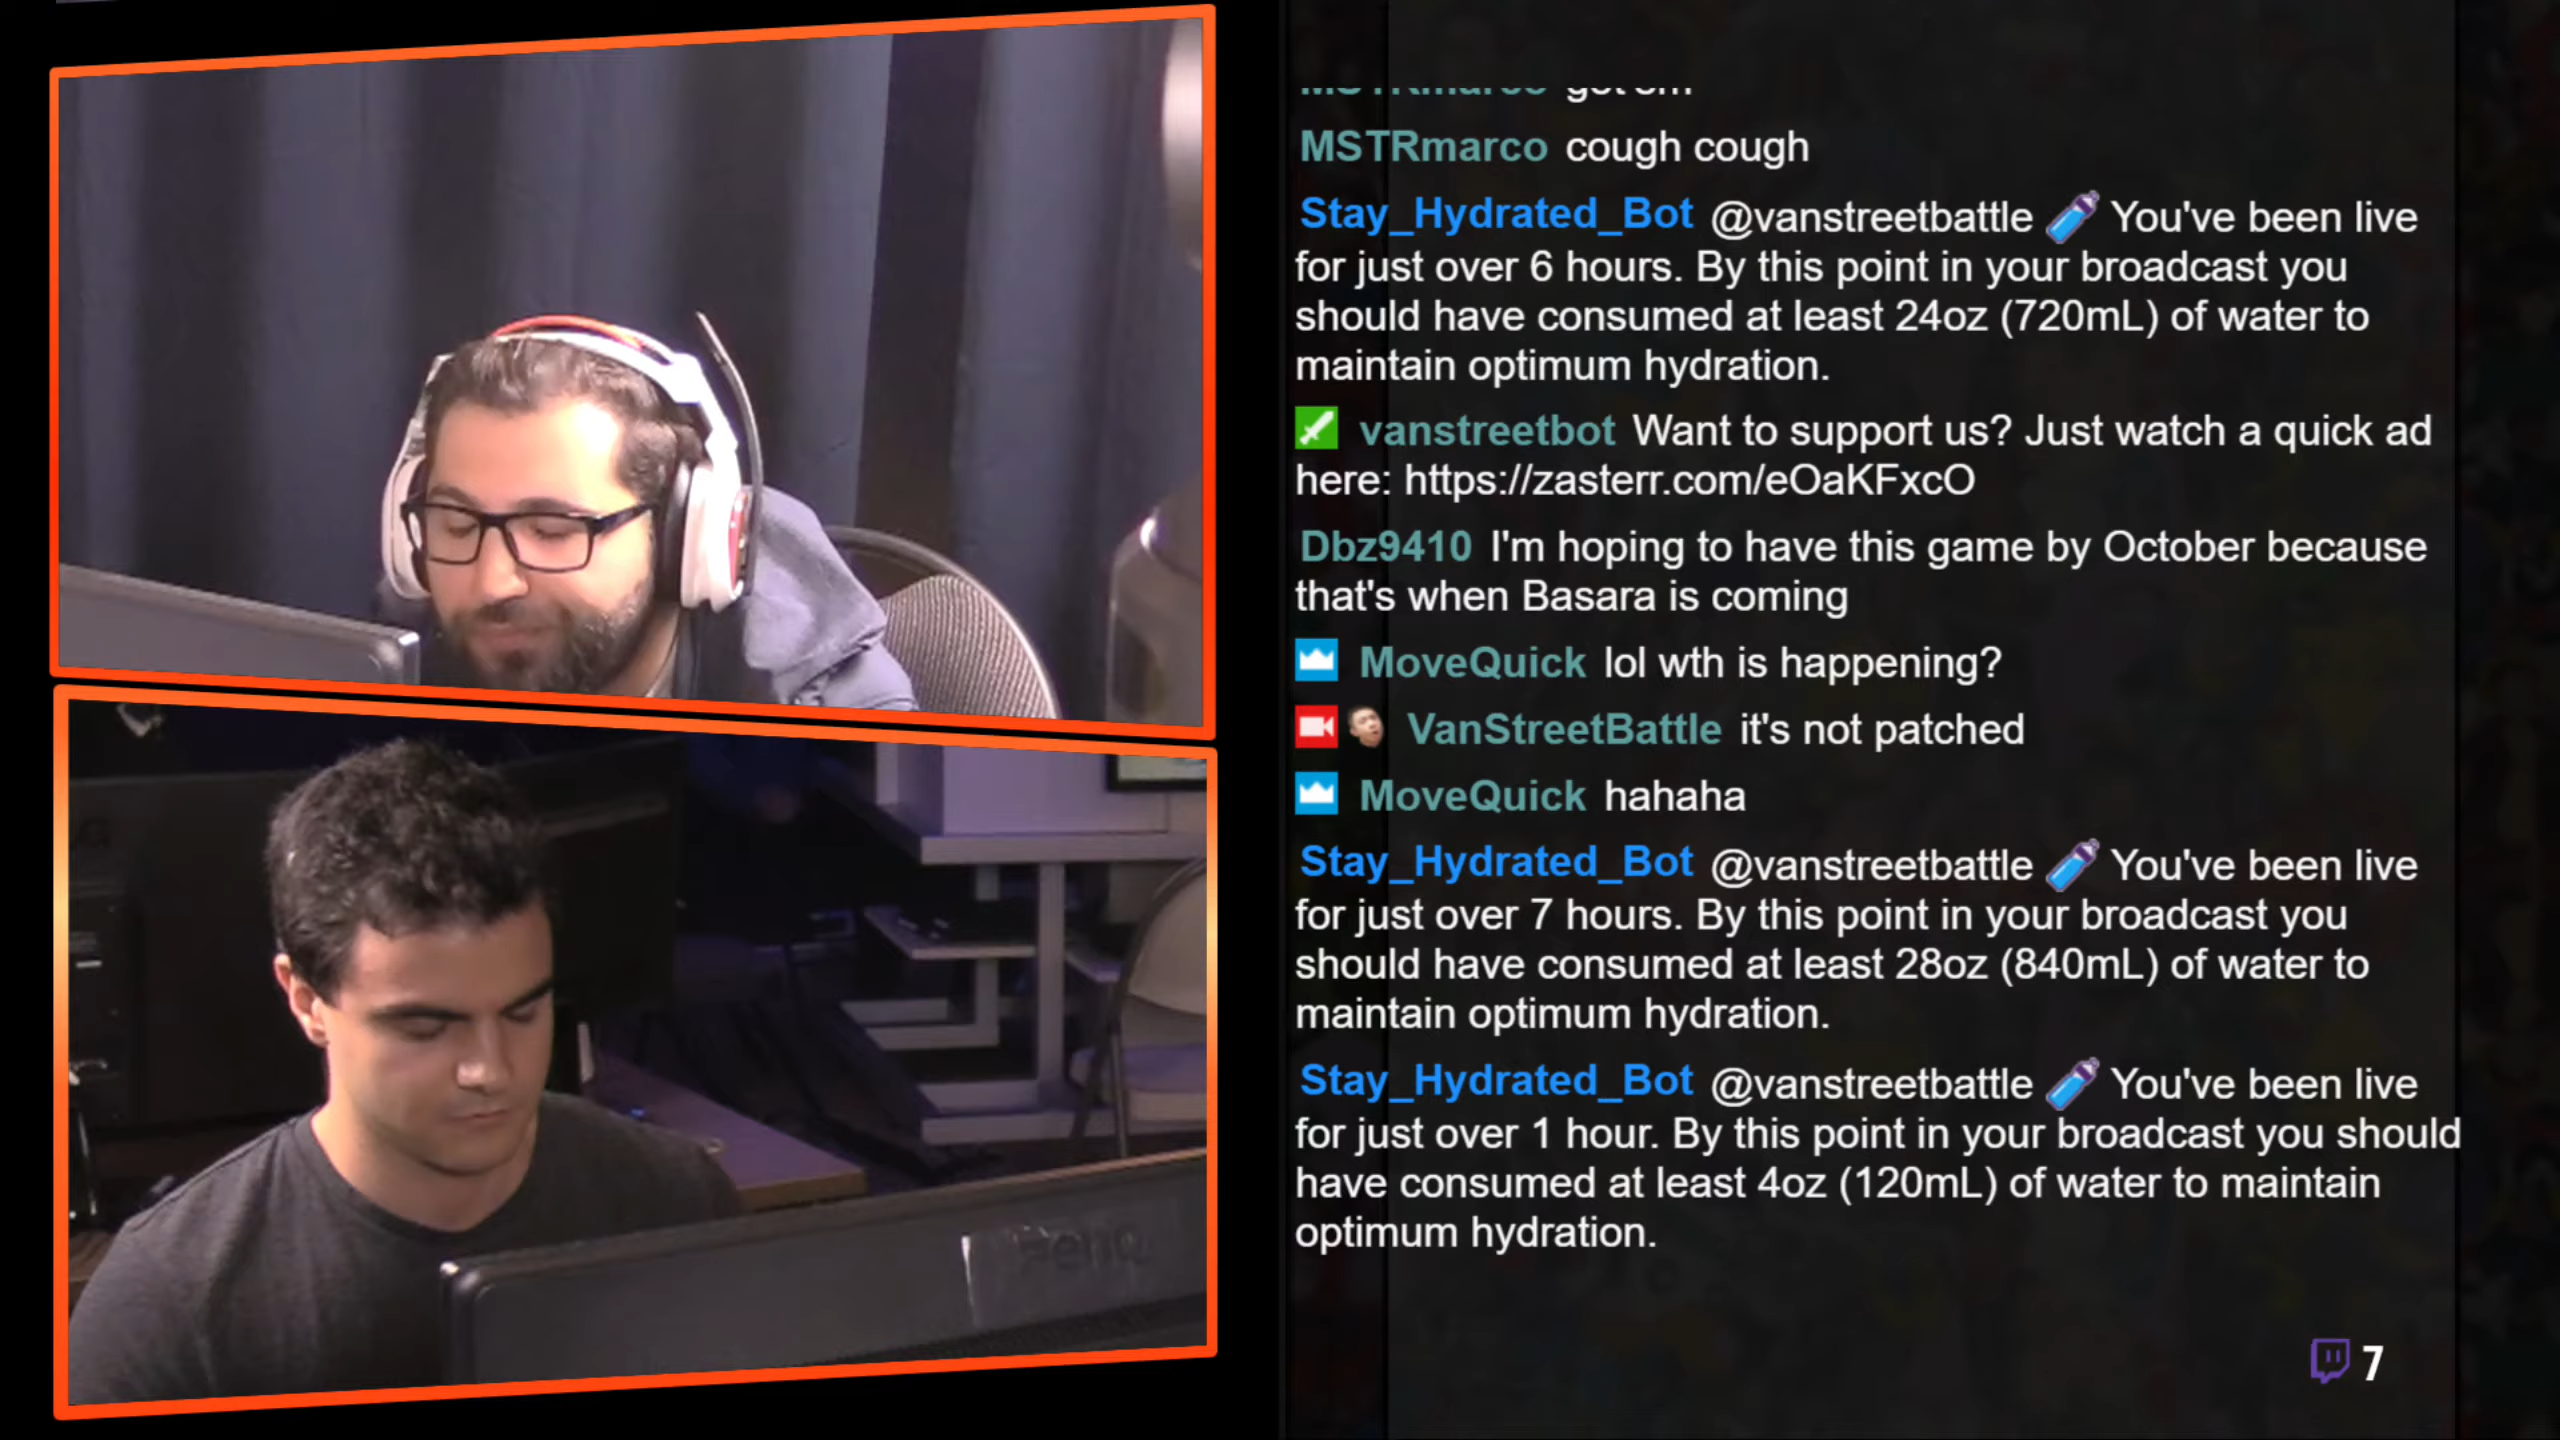 MSTRmarco got em
MSTRmarco cough cough
Stay_Hydrated_Bot @vanstreetbattle You've been live
for just over 6 hours. By this point in your broadcast you
should have consumed at least 24oz (720mL) of water to
maintain optimum hydration.
vanstreetbot Want to support us? Just watch a quick ad
here: https://zasterr.com/eOaKFxcO
Dbz9410 I'm hoping to have this game by October because
that's when Basara is coming
MoveQuick lol wth is happening?
VanStreetBattle it's not patched
MoveQuick hahaha
Stay_Hydrated_Bot @vanstreetbattle You've been live
for just over 7 hours. By this point in your broadcast you
should have consumed at least 28oz (840mL) of water to
maintain optimum hydration.
Stay_Hydrated_Bot @vanstreetbattle You've been live
for just over 1 hour. By this point in your broadcast you should
have consumed at least 4oz (120mL) of water to maintain
optimum hydration.
7